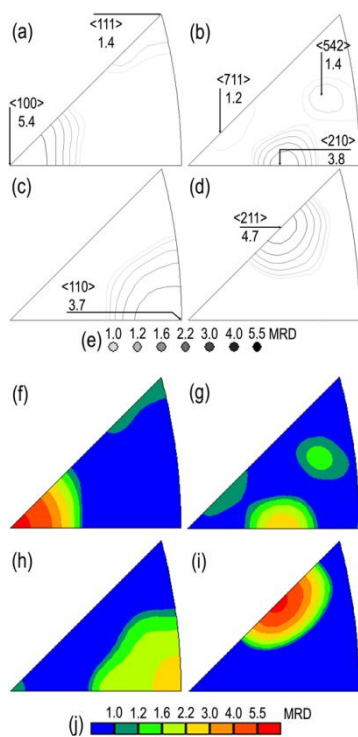 (a) <111> 1.4
<100> 5.4
(b) <542> 1.4
<711> 1.2
<210> 3.8
(c) <110> 3.7
(d) <211> 4.7
(e) 1.0 1.2 1.6 2.2 3.0 4.0 5.5 MRD
(f) (g)
(h) (i)
(j) 1.0 1.2 1.6 2.2 3.0 4.0 5.5 MRD